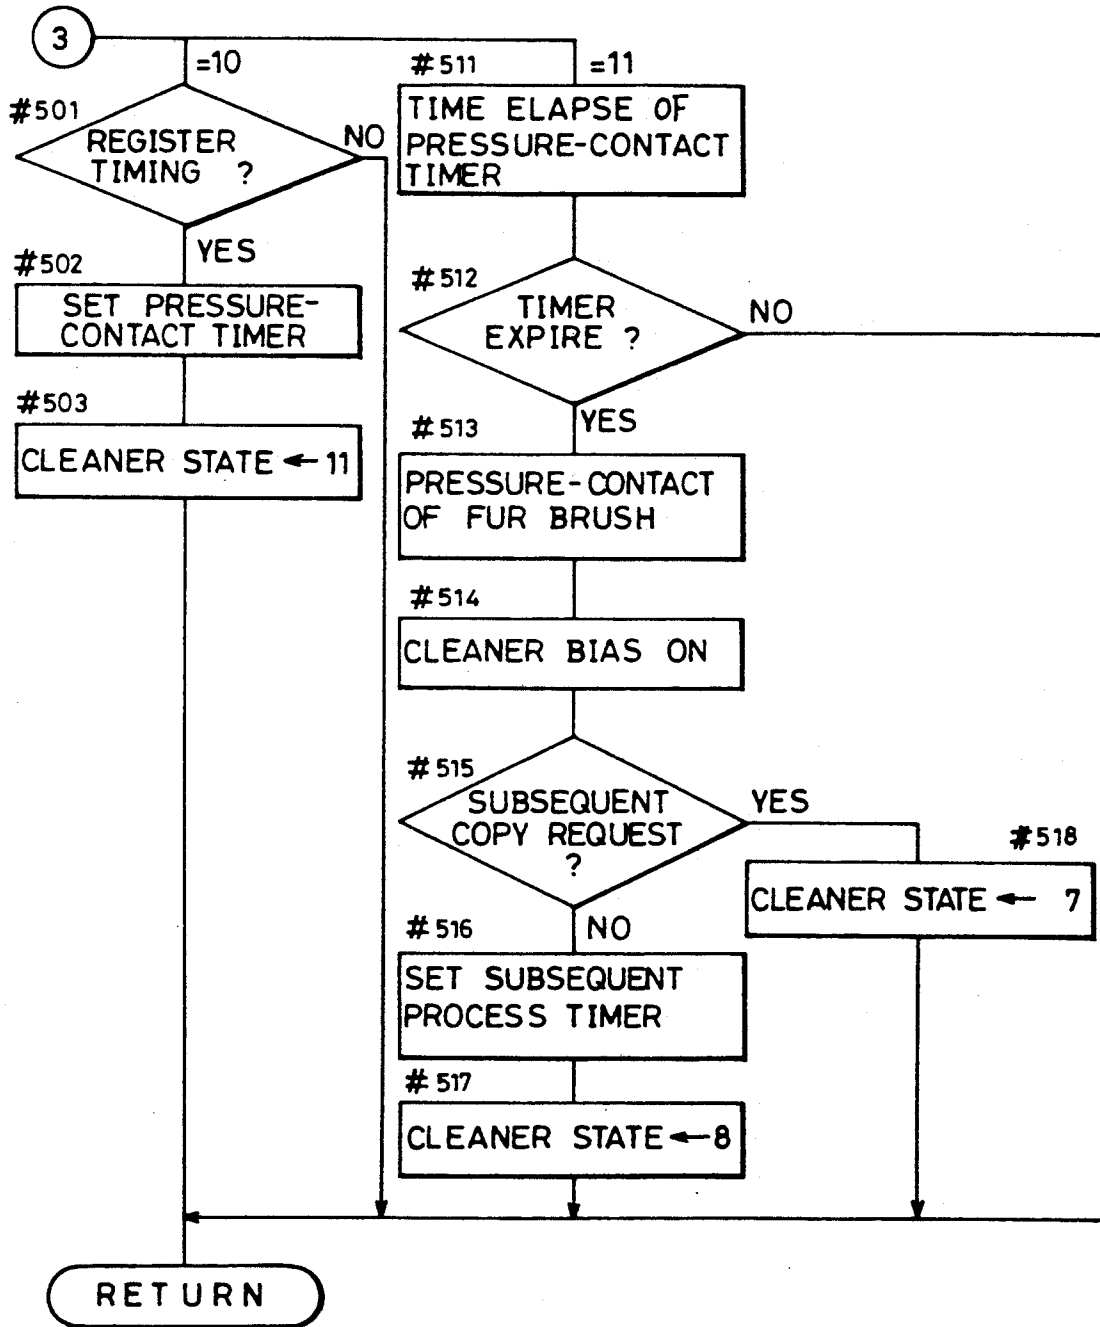 3
=10
#501
REGISTER
TIMING ?
NO
YES
#502
SET PRESSURE-
CONTACT TIMER
#503
CLEANER STATE ← 11
#511
=11
TIME ELAPSE OF
PRESSURE-CONTACT
TIMER
#512
TIMER
EXPIRE ?
NO
YES
#513
PRESSURE-CONTACT
OF FUR BRUSH
#514
CLEANER BIAS ON
#515
SUBSEQUENT
COPY REQUEST
?
YES
#518
CLEANER STATE ← 7
NO
#516
SET SUBSEQUENT
PROCESS TIMER
#517
CLEANER STATE ← 8
RETURN